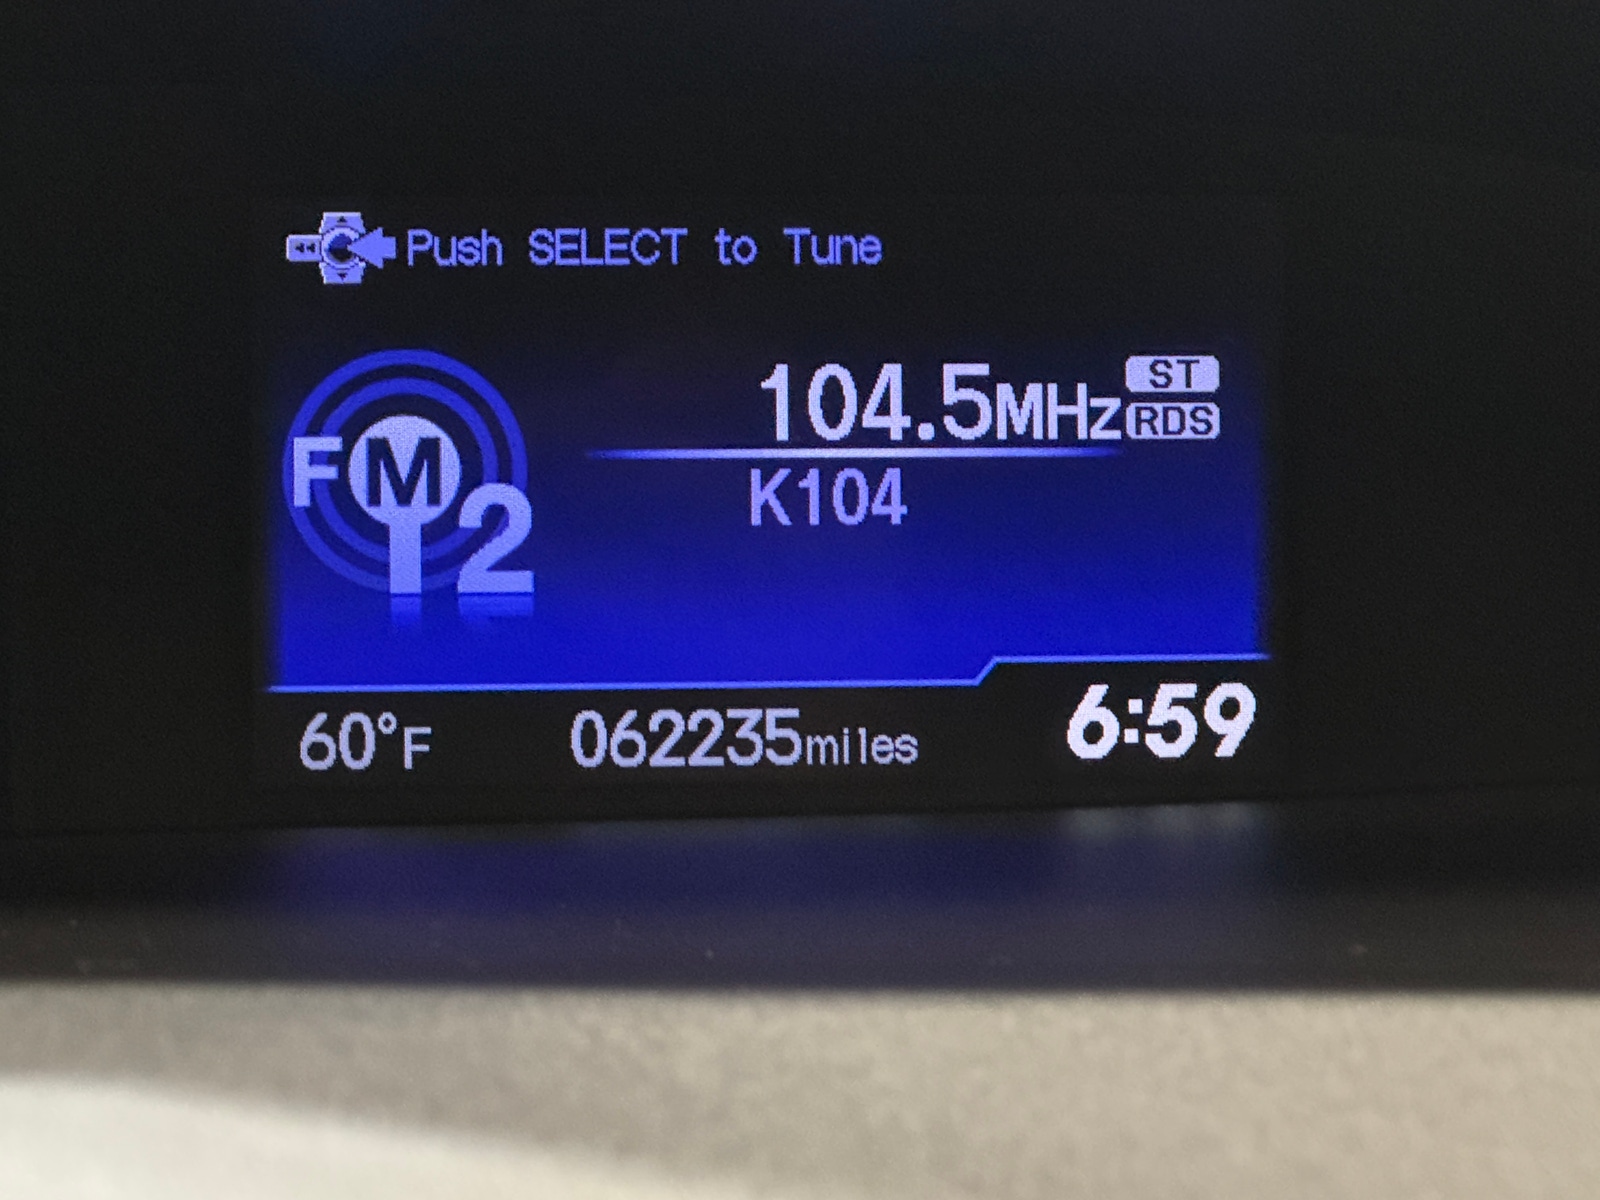 Push SELECT to Tune
FM2
104.5MHz
ST
RDS
K104
60°F
062235miles
6:59